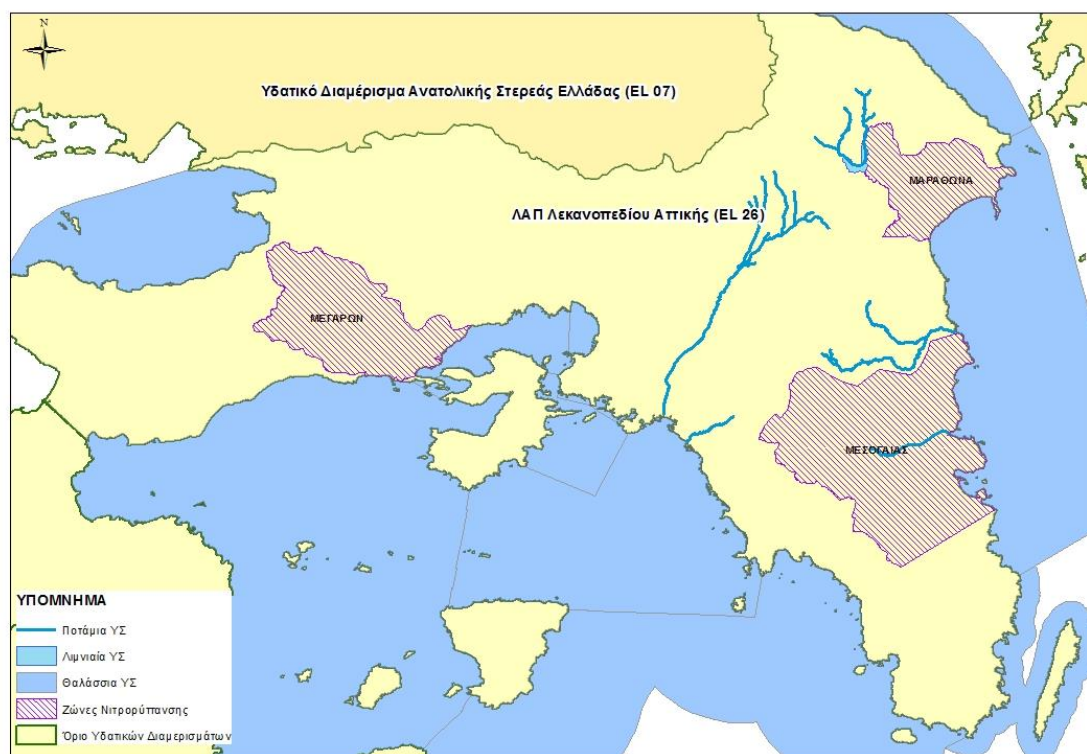 N
Υδατικό Διαμέρισμα Ανατολικής Στερεάς Ελλάδας (EL 07)
ΜΑΡΑΘΩΝΑ
ΛΑΠ Λεκανοπεδίου Αττικής (EL 26)
ΜΕΓΑΡΩΝ
ΜΕΣΟΓΑΙΑΣ
ΥΠΟΜΝΗΜΑ
Ποτάμια ΥΣ
Λιμνιαία ΥΣ
Θαλάσσια ΥΣ
Ζώνες Νιτρορύπανσης
Όριο Υδατικών Διαμερισμάτων